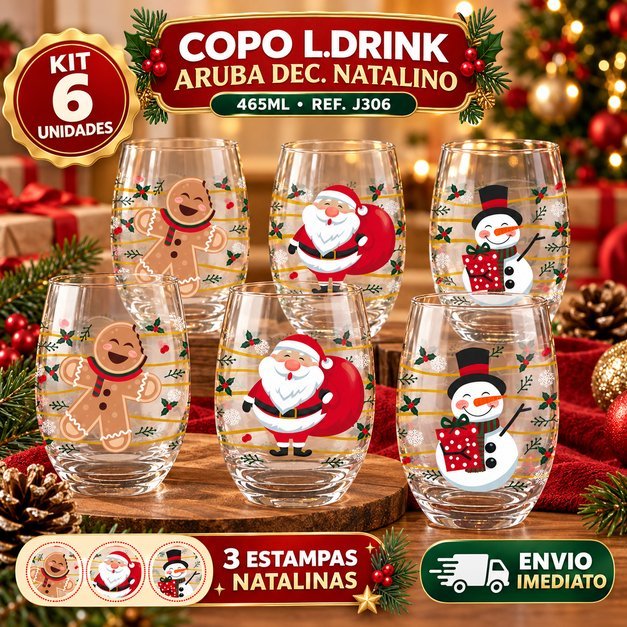 COPO L.DRINK
ARUBA DEC. NATALINO
465ML • REF. J306
KIT
6
UNIDADES
3 ESTAMPAS
NATALINAS
ENVIO
IMEDIATO